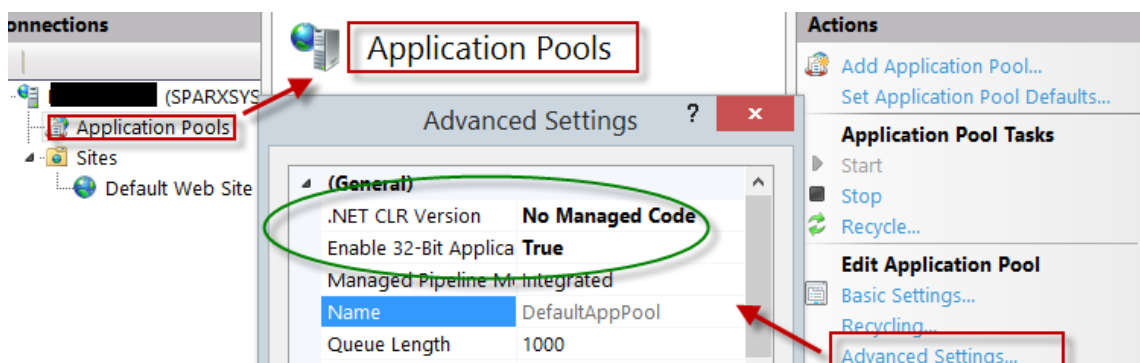 onnections
(SPARXSYS
Application Pools
Sites
Default Web Site
Application Pools
Advanced Settings
?
x
(General)
.NET CLR Version No Managed Code
Enable 32-Bit Applica True
Managed Pipeline Mo Integrated
Name DefaultAppPool
Queue Length 1000
Actions
Add Application Pool...
Set Application Pool Defaults...
Application Pool Tasks
Start
Stop
Recycle...
Edit Application Pool
Basic Settings...
Recycling...
Advanced Settings...